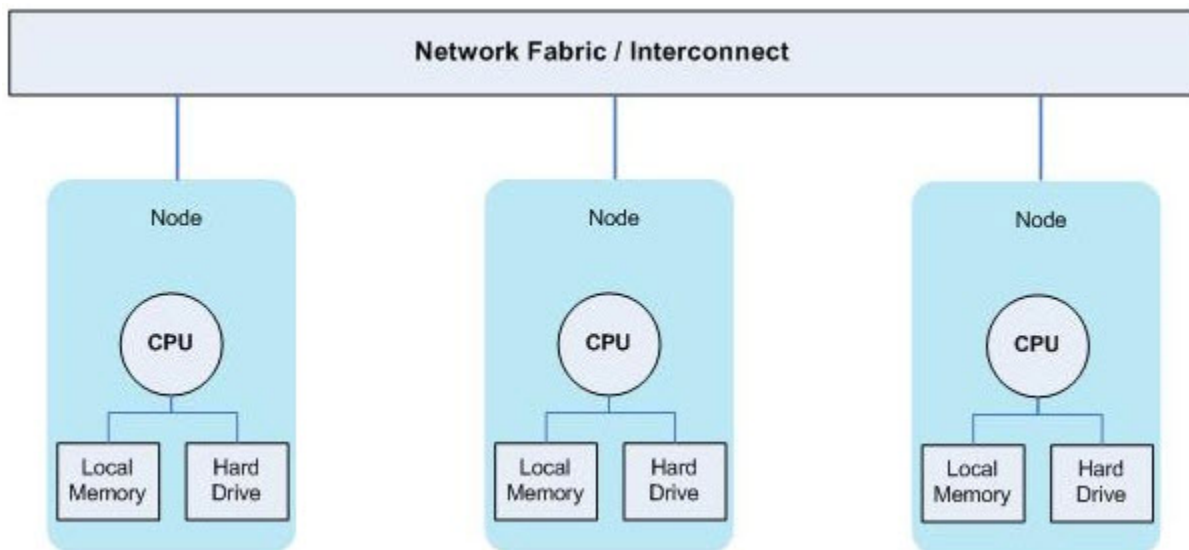 Network Fabric / Interconnect
Node
Node
Node
CPU
CPU
CPU
Local
Memory
Hard
Drive
Local
Memory
Hard
Drive
Local
Memory
Hard
Drive